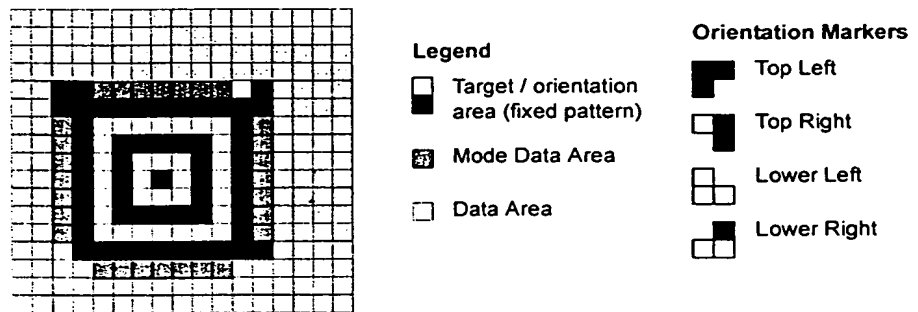 Legend
Target / orientation
area (fixed pattern)
Mode Data Area
Data Area
Orientation Markers
Top Left
Top Right
Lower Left
Lower Right